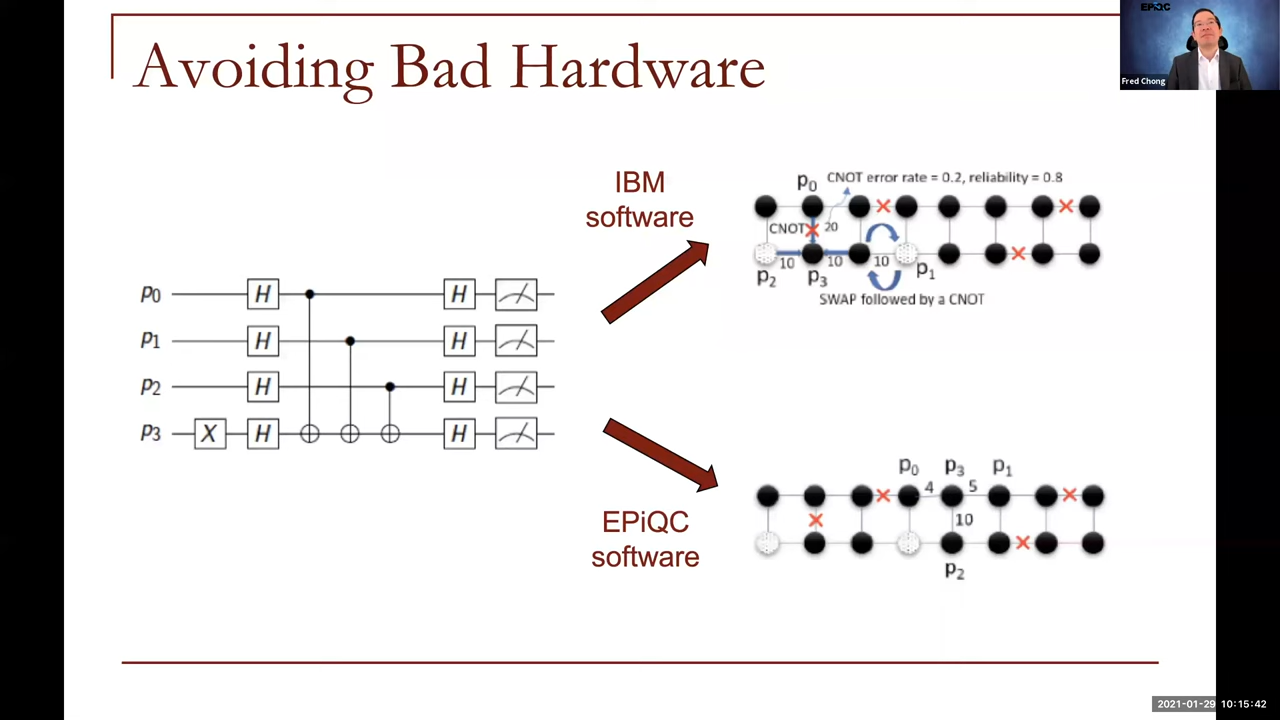 Avoiding Bad Hardware
EPiQC
Fred Chong
IBM
software
p0 CNOT error rate = 0.2, reliability = 0.8
CNOT 20
10 10 10
p2 p3 p1
SWAP followed by a CNOT
p0 H H
p1 H H
p2 H H
p3 X H H
EPiQC
software
p0 p3 p1
4 5
10
p2
2021-01-29 10:15:42